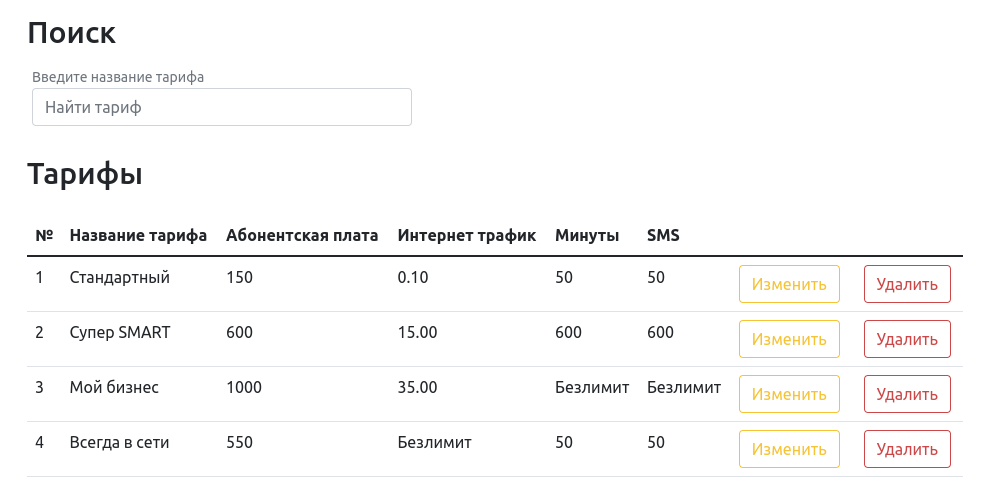 Поиск
Введите название тарифа
Найти тариф
Тарифы
№ Название тарифа Абонентская плата Интернет трафик Минуты SMS
1 Стандартный 150 0.10 50 50 Изменить Удалить
2 Супер SMART 600 15.00 600 600 Изменить Удалить
3 Мой бизнес 1000 35.00 Безлимит Безлимит Изменить Удалить
4 Всегда в сети 550 Безлимит 50 50 Изменить Удалить